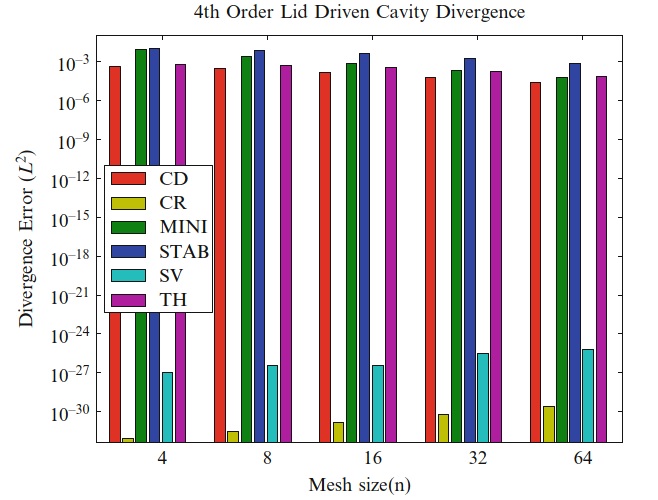 4th Order Lid Driven Cavity Divergence
Divergence Error (L²)
10⁻³
10⁻⁶
10⁻⁹
10⁻¹²
10⁻¹⁵
10⁻¹⁸
10⁻²¹
10⁻²⁴
10⁻²⁷
10⁻³⁰
CD
CR
MINI
STAB
SV
TH
4 8 16 32 64
Mesh size(n)